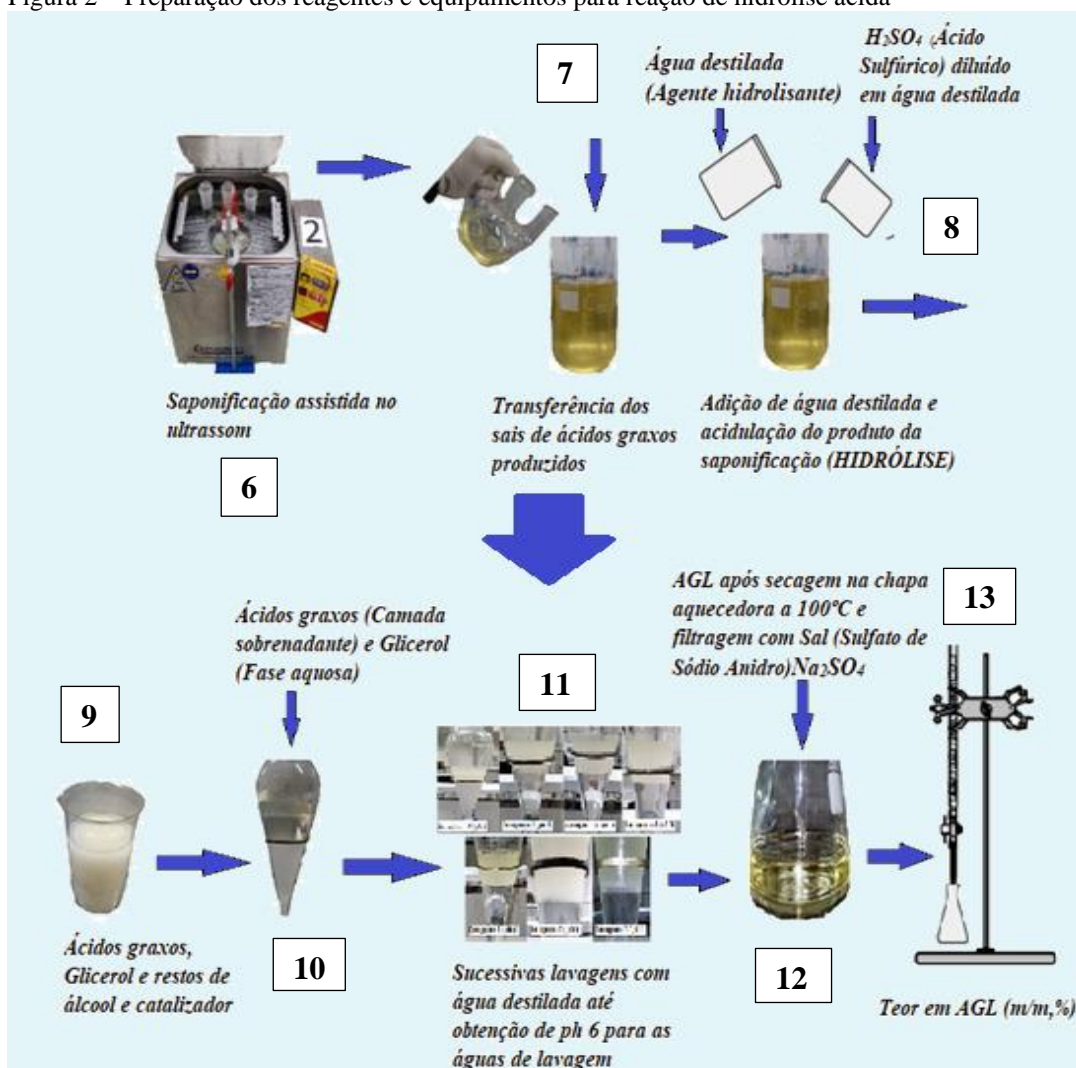 Figura 2 – Preparação dos reagentes e equipamentos para reação de hidrólise ácida
7
Água destilada
(Agente hidrolisante)
H2SO4 (Ácido
Sulfúrico) diluído
em água destilada
2
8
Saponificação assistida no
ultrassom
6
Transferência dos
sais de ácidos graxos
produzidos
Adição de água destilada e
acidulação do produto da
saponificação (HIDRÓLISE)
Ácidos graxos (Camada
sobrenadante) e Glicerol
(Fase aquosa)
AGL após secagem na chapa
aquecedora a 100ºC e
filtragem com Sal (Sulfato de
Sódio Anidro)Na2SO4
13
9
11
Ácidos graxos,
Glicerol e restos de
álcool e catalizador
10
Sucessivas lavagens com
água destilada até
obtenção de ph 6 para as
águas de lavagem
12
Teor em AGL (m/m,%)